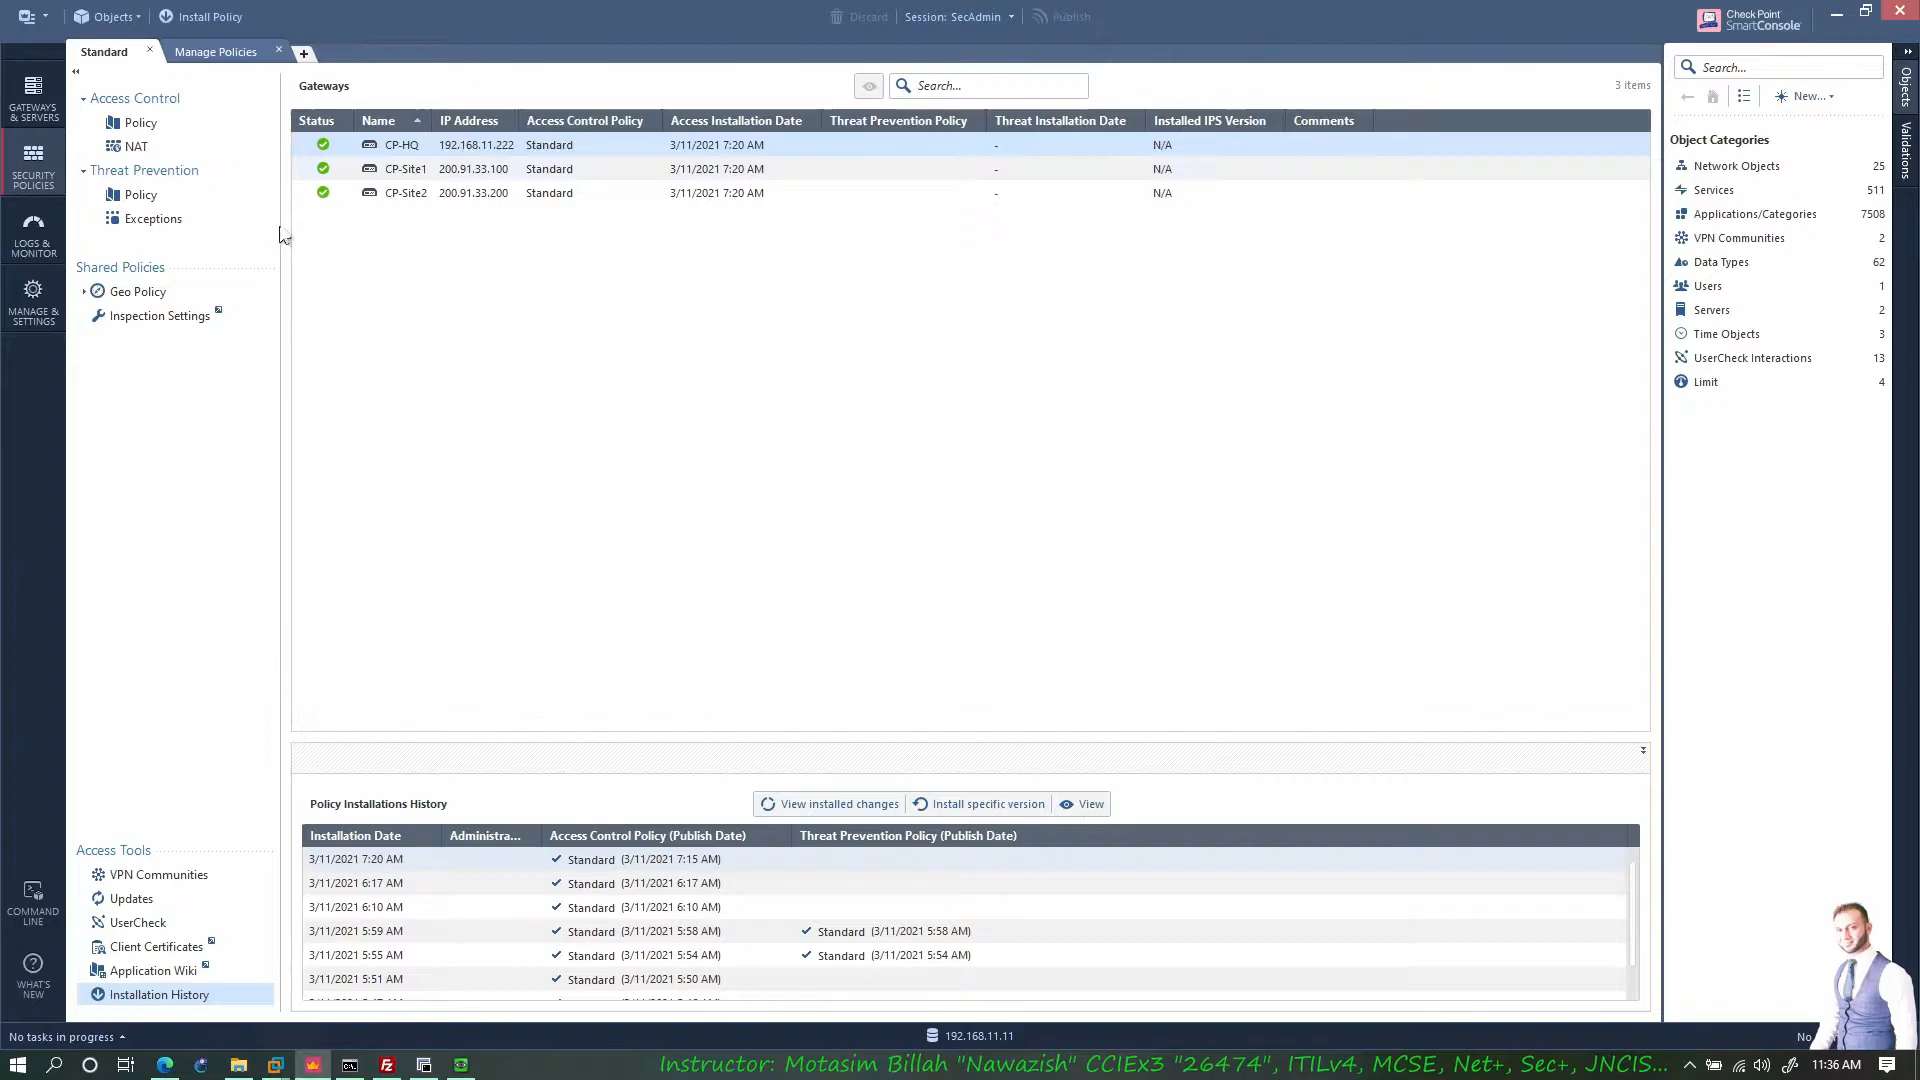 Objects
Install Policy
Discard
Session: SecAdmin
Publish
Check Point
SmartConsole
Standard
Manage Policies
GATEWAYS
& SERVERS
SECURITY
POLICIES
LOGS &
MONITOR
MANAGE &
SETTINGS
COMMAND
LINE
WHAT'S
NEW
Access Control
Policy
NAT
Threat Prevention
Policy
Exceptions
Shared Policies
Geo Policy
Inspection Settings
Access Tools
VPN Communities
Updates
UserCheck
Client Certificates
Application Wiki
Installation History
Gateways
Search...
3 items
Status Name IP Address Access Control Policy Access Installation Date Threat Prevention Policy Threat Installation Date Installed IPS Version Comments
CP-HQ 192.168.11.222 Standard 3/11/2021 7:20 AM - N/A
CP-Site1 200.91.33.100 Standard 3/11/2021 7:20 AM - N/A
CP-Site2 200.91.33.200 Standard 3/11/2021 7:20 AM - N/A
Policy Installations History
View installed changes
Install specific version
View
Installation Date Administra... Access Control Policy (Publish Date) Threat Prevention Policy (Publish Date)
3/11/2021 7:20 AM Standard (3/11/2021 7:15 AM)
3/11/2021 6:17 AM Standard (3/11/2021 6:17 AM)
3/11/2021 6:10 AM Standard (3/11/2021 6:10 AM)
3/11/2021 5:59 AM Standard (3/11/2021 5:58 AM) Standard (3/11/2021 5:58 AM)
3/11/2021 5:55 AM Standard (3/11/2021 5:54 AM) Standard (3/11/2021 5:54 AM)
3/11/2021 5:51 AM Standard (3/11/2021 5:50 AM)
Search...
New...
Object Categories
Network Objects 25
Services 511
Applications/Categories 7508
VPN Communities 2
Data Types 62
Users 1
Servers 2
Time Objects 3
UserCheck Interactions 13
Limit 4
Objects
Validations
No tasks in progress
192.168.11.11
No
Instructor: Motasim Billah "Nawazish" CCIEx3 "26474", ITILv4, MCSE, Net+, Sec+, JNCIS...
11:36 AM